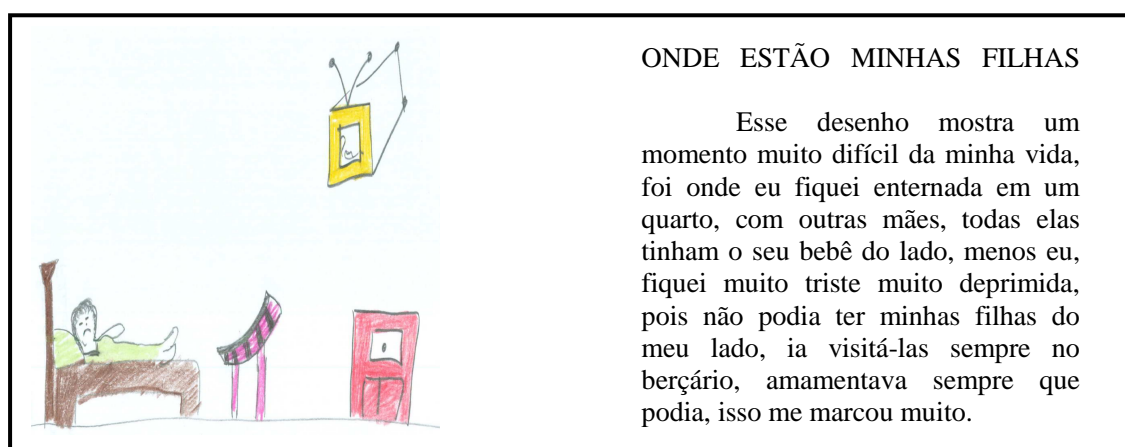 ONDE ESTÃO MINHAS FILHAS
Esse desenho mostra um
momento muito difícil da minha vida,
foi onde eu fiquei enternada em um
quarto, com outras mães, todas elas
tinham o seu bebê do lado, menos eu,
fiquei muito triste muito deprimida,
pois não podia ter minhas filhas do
meu lado, ia visitá-las sempre no
berçário, amamentava sempre que
podia, isso me marcou muito.